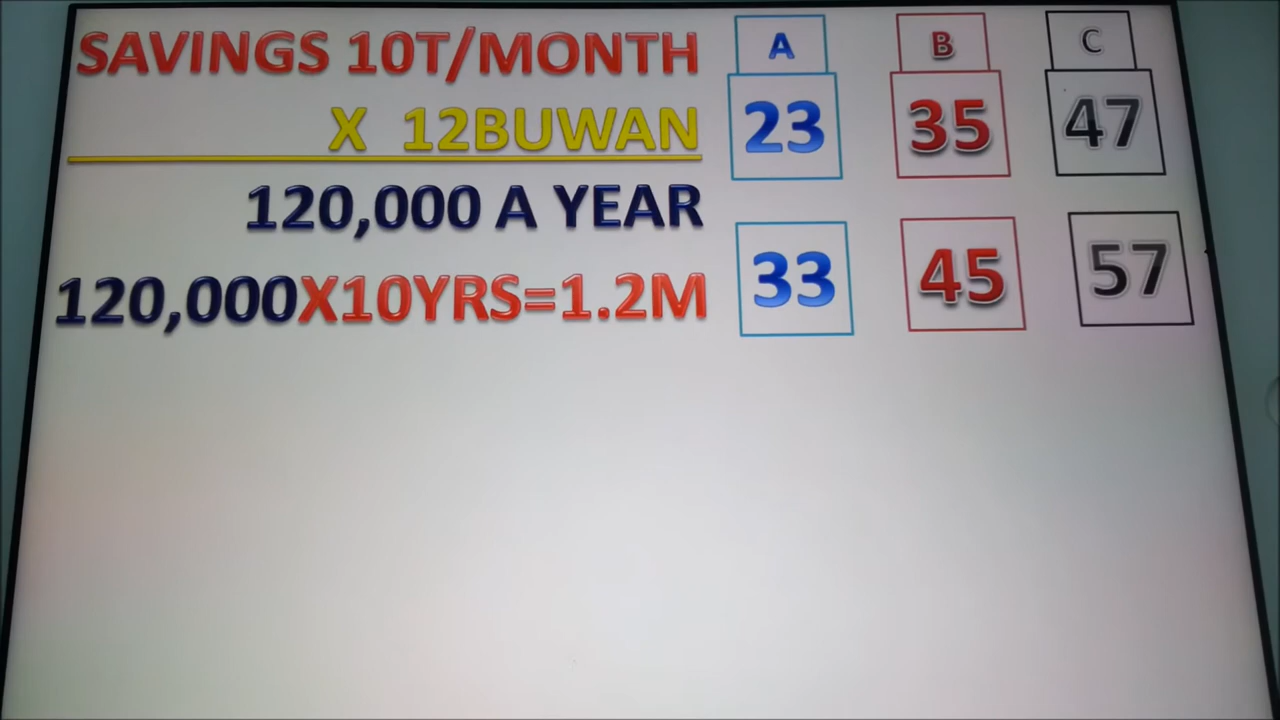 SAVINGS 10T/MONTH
X 12BUWAN
120,000 A YEAR
120,000X10YRS=1.2M
A B C
23 35 47
33 45 57